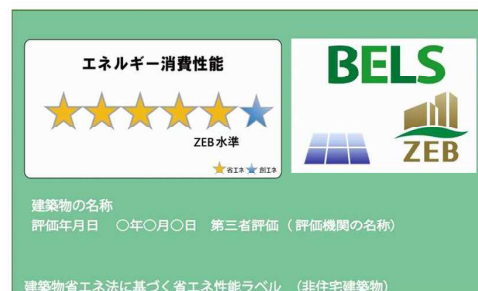 エネルギー消費性能
ZEB水準
省エネ 創エネ
BELS
ZEB
建築物の名称
評価年月日 〇年〇月〇日 第三者評価（評価機関の名称）
建築物省エネ法に基づく省エネ性能ラベル （非住宅建築物）